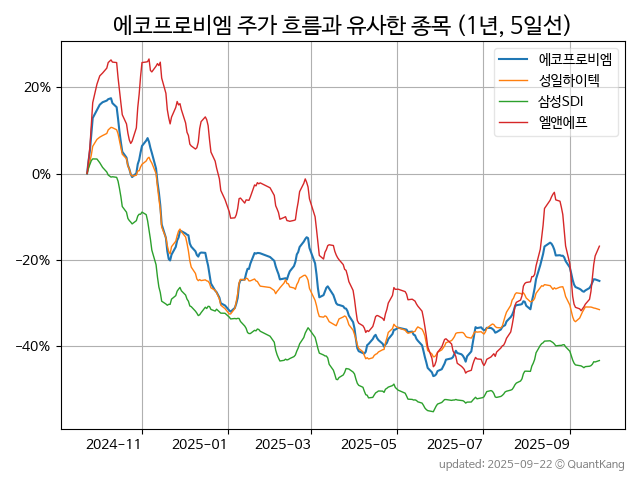 에코프로비엠 주가 흐름과 유사한 종목 (1년, 5일선)
에코프로비엠
성일하이텍
삼성SDI
엘앤에프
20%
0%
−20%
−40%
2024-11 2025-01 2025-03 2025-05 2025-07 2025-09
updated: 2025-09-22 © QuantKang